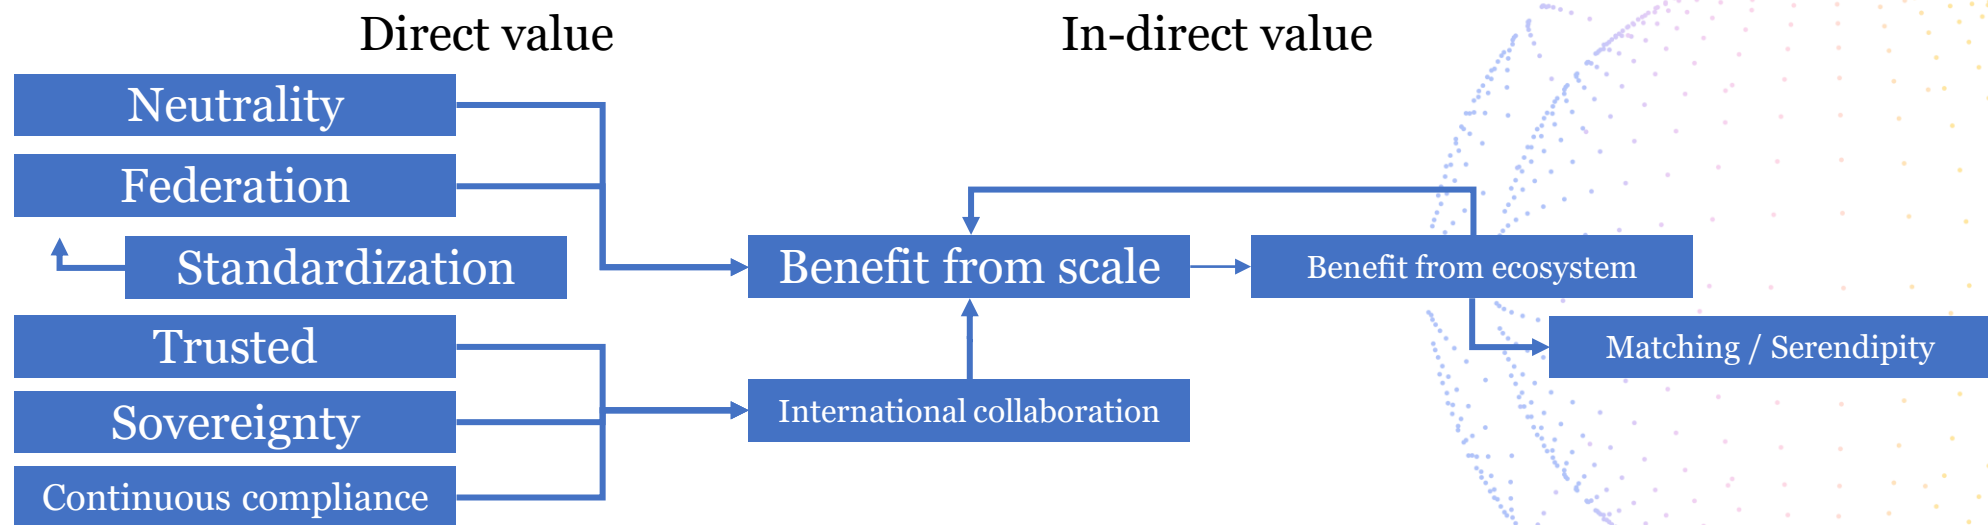 Direct value
In-direct value
Neutrality
Federation
Standardization
Benefit from scale
Benefit from ecosystem
Trusted
Matching / Serendipity
Sovereignty
International collaboration
Continuous compliance